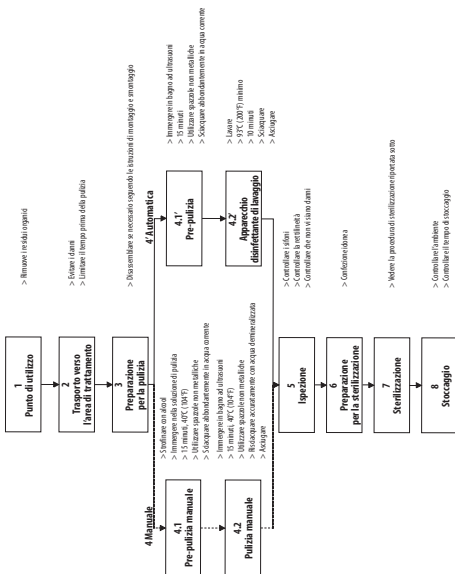 1
Punto di utilizzo
> Rimuove i residui organici
2
Trasporto verso
l'area di trattamento
> Evitare i danni
> Limitare il tempo prima della pulizia
3
Preparazione
per la pulizia
> Disassemblare se necessario seguendo le istruzioni di montaggio e smontaggio
4 Manuale
4.1
Pre-pulizia manuale
> Strofinare con alcol
> Immergere nella soluzione di pulizia
> 15 minuti, 40°C (104°F)
> Utilizzare spazzole non metalliche
> Sciacquare abbondantemente in acqua corrente
4.2
Pulizia manuale
> Immergere in bagno ad ultrasuoni
> 15 minuti, 40°C (104°F)
> Utilizzare spazzole non metalliche
> Risciacquare accuratamente con acqua demineralizzata
> Asciugare
4' Automatica
4.1'
Pre-pulizia
> Immergere in bagno ad ultrasuoni
> 15 minuti
> Utilizzare spazzole non metalliche
> Sciacquare abbondantemente in acqua corrente
4.2'
Apparecchio
disinfettante di lavaggio
> Lavare
> 93°C (200°F) minimo
> 10 minuti
> Sciacquare
> Asciugare
5
Ispezione
> Controllare i sifoni
> Controllare la rettilineità
> Controllare che non vi siano danni
6
Preparazione
per la sterilizzazione
> Confezione idonea
7
Sterilizzazione
> Vedere la procedura di sterilizzazione riportata sotto
8
Stoccaggio
> Controllare l'ambiente
> Controllare il tempo di stoccaggio